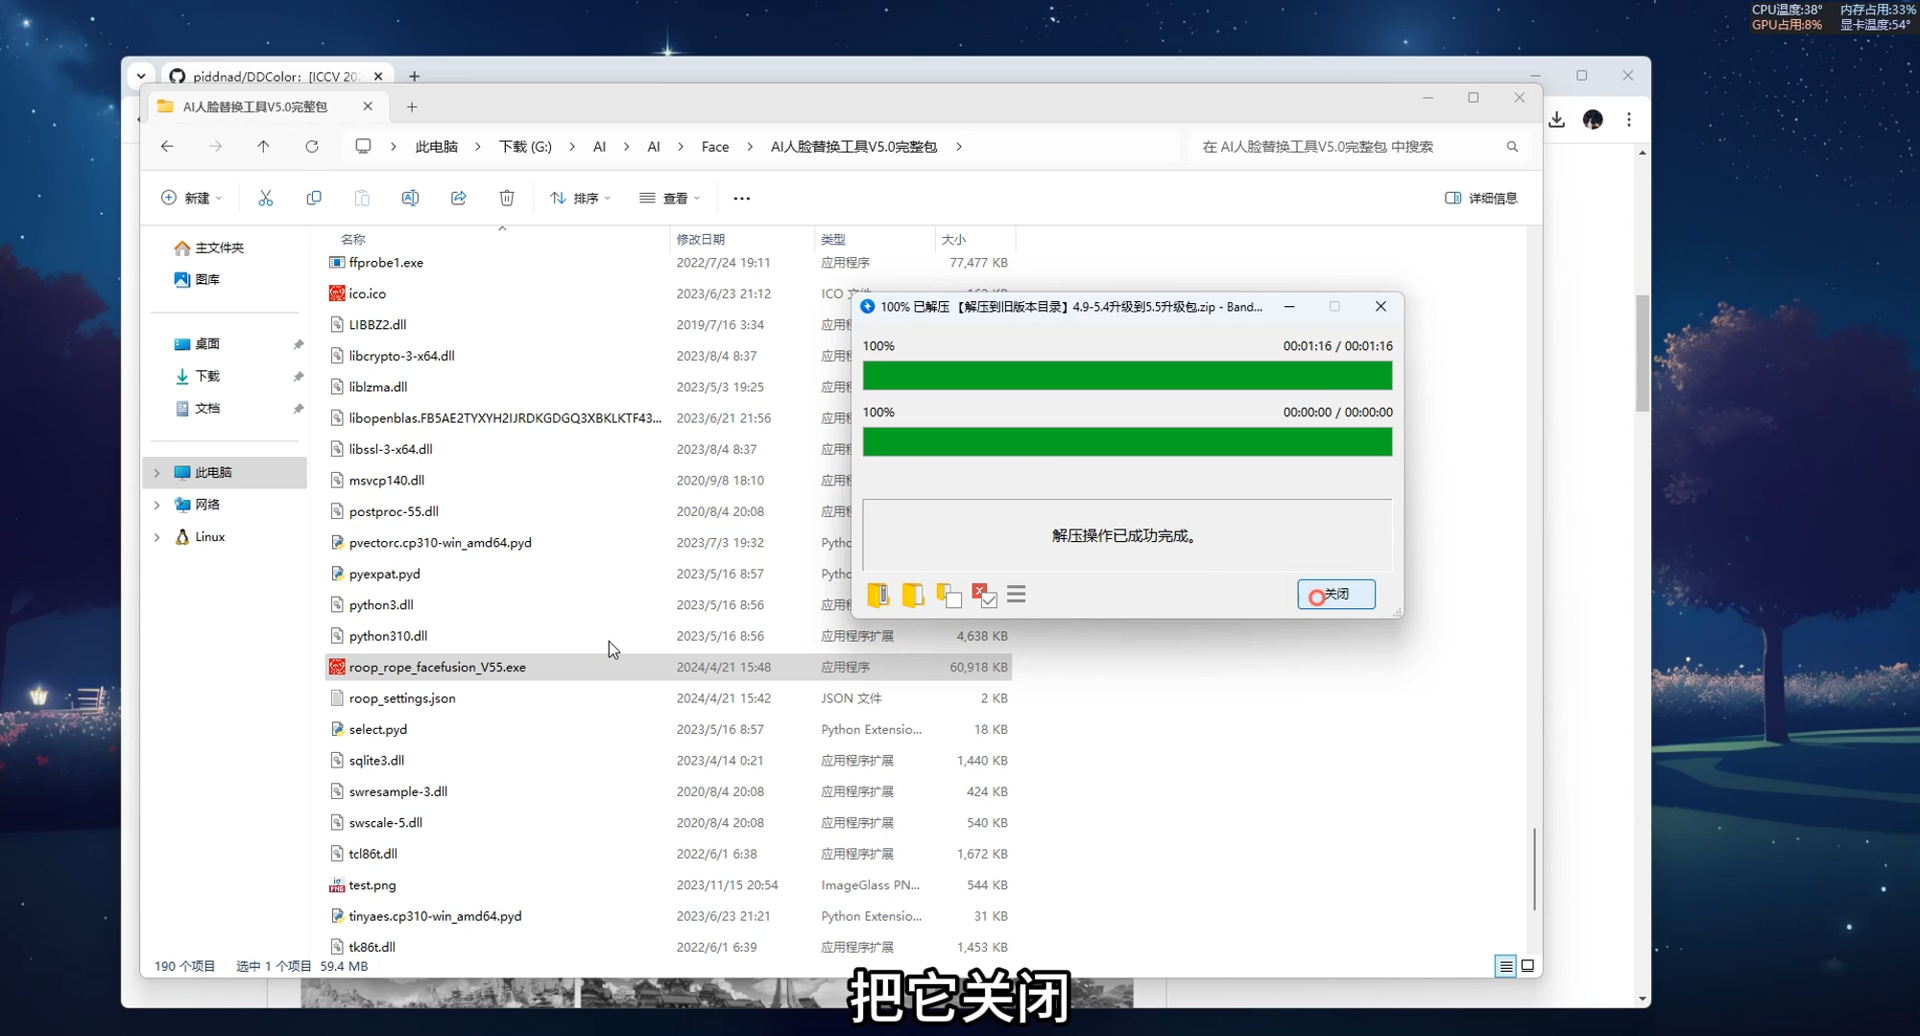 CPU温度:38° 内存占用:33%
GPU占用:8% 显卡温度:54°
piddnad/DDColor: [ICCV 20
AI人脸替换工具V5.0完整包
此电脑 > 下载 (G:) > AI > AI > Face > AI人脸替换工具V5.0完整包 >
在 AI人脸替换工具V5.0完整包 中搜索
新建 排序 查看 ··· 详细信息
主文件夹
图库
桌面
下载
文档
此电脑
网络
Linux
名称 修改日期 类型 大小
ffprobe1.exe 2022/7/24 19:11 应用程序 77,477 KB
ico.ico 2023/6/23 21:12 ICO
LIBBZ2.dll 2019/7/16 3:34 应用
libcrypto-3-x64.dll 2023/8/4 8:37 应用
liblzma.dll 2023/5/3 19:25 应用
libopenblas.FB5AE2TYXYH2IJRDKGDGQ3XBKLKTF43... 2023/6/21 21:56 应用
libssl-3-x64.dll 2023/8/4 8:37 应用
msvcp140.dll 2020/9/8 18:10 应用
postproc-55.dll 2020/8/4 20:08 应用
pvectorc.cp310-win_amd64.pyd 2023/7/3 19:32 Pytho
pyexpat.pyd 2023/5/16 8:57 Pytho
python3.dll 2023/5/16 8:56 应用
python310.dll 2023/5/16 8:56 应用程序扩展 4,638 KB
roop_rope_facefusion_V55.exe 2024/4/21 15:48 应用程序 60,918 KB
roop_settings.json 2024/4/21 15:42 JSON 文件 2 KB
select.pyd 2023/5/16 8:57 Python Extensio... 18 KB
sqlite3.dll 2023/4/14 0:21 应用程序扩展 1,440 KB
swresample-3.dll 2020/8/4 20:08 应用程序扩展 424 KB
swscale-5.dll 2020/8/4 20:08 应用程序扩展 540 KB
tcl86t.dll 2022/6/1 6:38 应用程序扩展 1,672 KB
test.png 2023/11/15 20:54 ImageGlass PN... 544 KB
tinyaes.cp310-win_amd64.pyd 2023/6/23 21:21 Python Extensio... 31 KB
tk86t.dll 2022/6/1 6:39 应用程序扩展 1,453 KB
190 个项目 选中 1 个项目 59.4 MB
100% 已解压 【解压到旧版本目录】4.9-5.4升级到5.5升级包.zip - Band...
100% 00:01:16 / 00:01:16
100% 00:00:00 / 00:00:00
解压操作已成功完成。
关闭
把它关闭